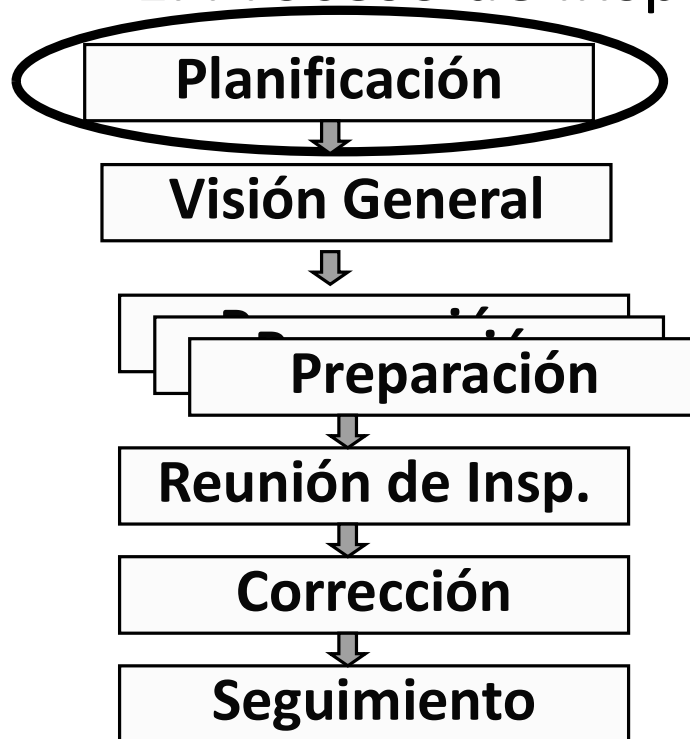 Planificación
Visión General
Preparación
Reunión de Insp.
Corrección
Seguimiento